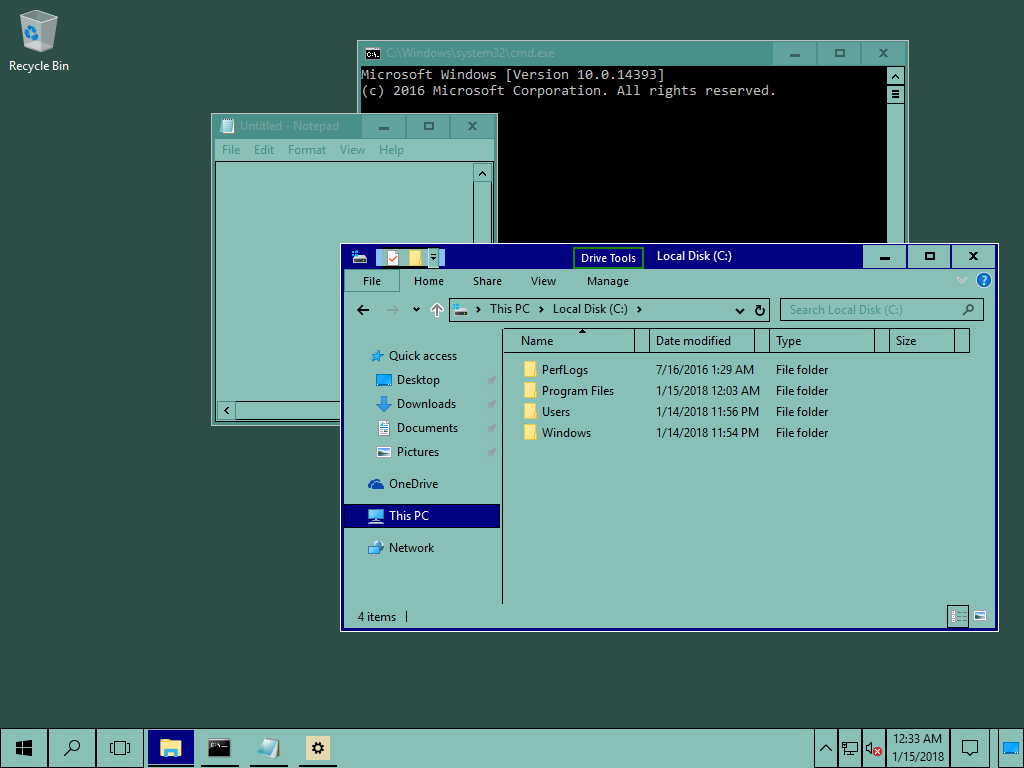 Recycle Bin
C:\Windows\system32\cmd.exe
Microsoft Windows [Version 10.0.14393]
(c) 2016 Microsoft Corporation. All rights reserved.
Untitled - Notepad
File Edit Format View Help
Drive Tools Local Disk (C:)
File Home Share View Manage
This PC Local Disk (C:) Search Local Disk (C:)
Name Date modified Type Size
Quick access
Desktop
Downloads
Documents
Pictures
OneDrive
This PC
Network
PerfLogs 7/16/2016 1:29 AM File folder
Program Files 1/15/2018 12:03 AM File folder
Users 1/14/2018 11:56 PM File folder
Windows 1/14/2018 11:54 PM File folder
4 items
12:33 AM
1/15/2018